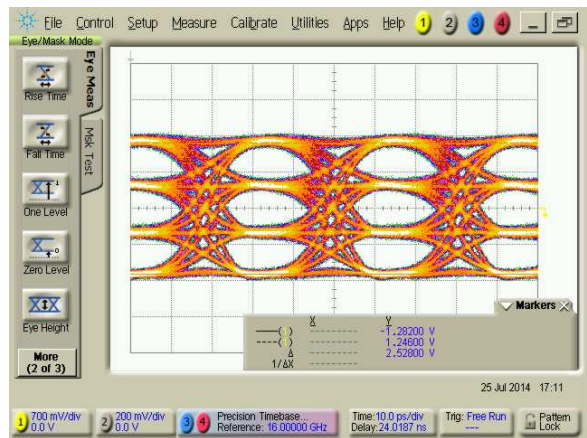 File Control Setup Measure Calibrate Utilities Apps Help 1 2 3 4
Eye/Mask Mode
Eye Meas
Msk Test
Rise Time
Fall Time
One Level
Zero Level
Eye Height
More
(2 of 3)
Markers
X Y
-1.28200 V
1.24600 V
Δ 2.52800 V
1/ΔX
25 Jul 2014 17:11
1 700 mV/div
0.0 V
2 200 mV/div
0.0 V
3 4 Precision Timebase...
Reference: 16.00000 GHz
Time:10.0 ps/div
Delay:24.0187 ns
Trig: Free Run
---
Pattern
Lock